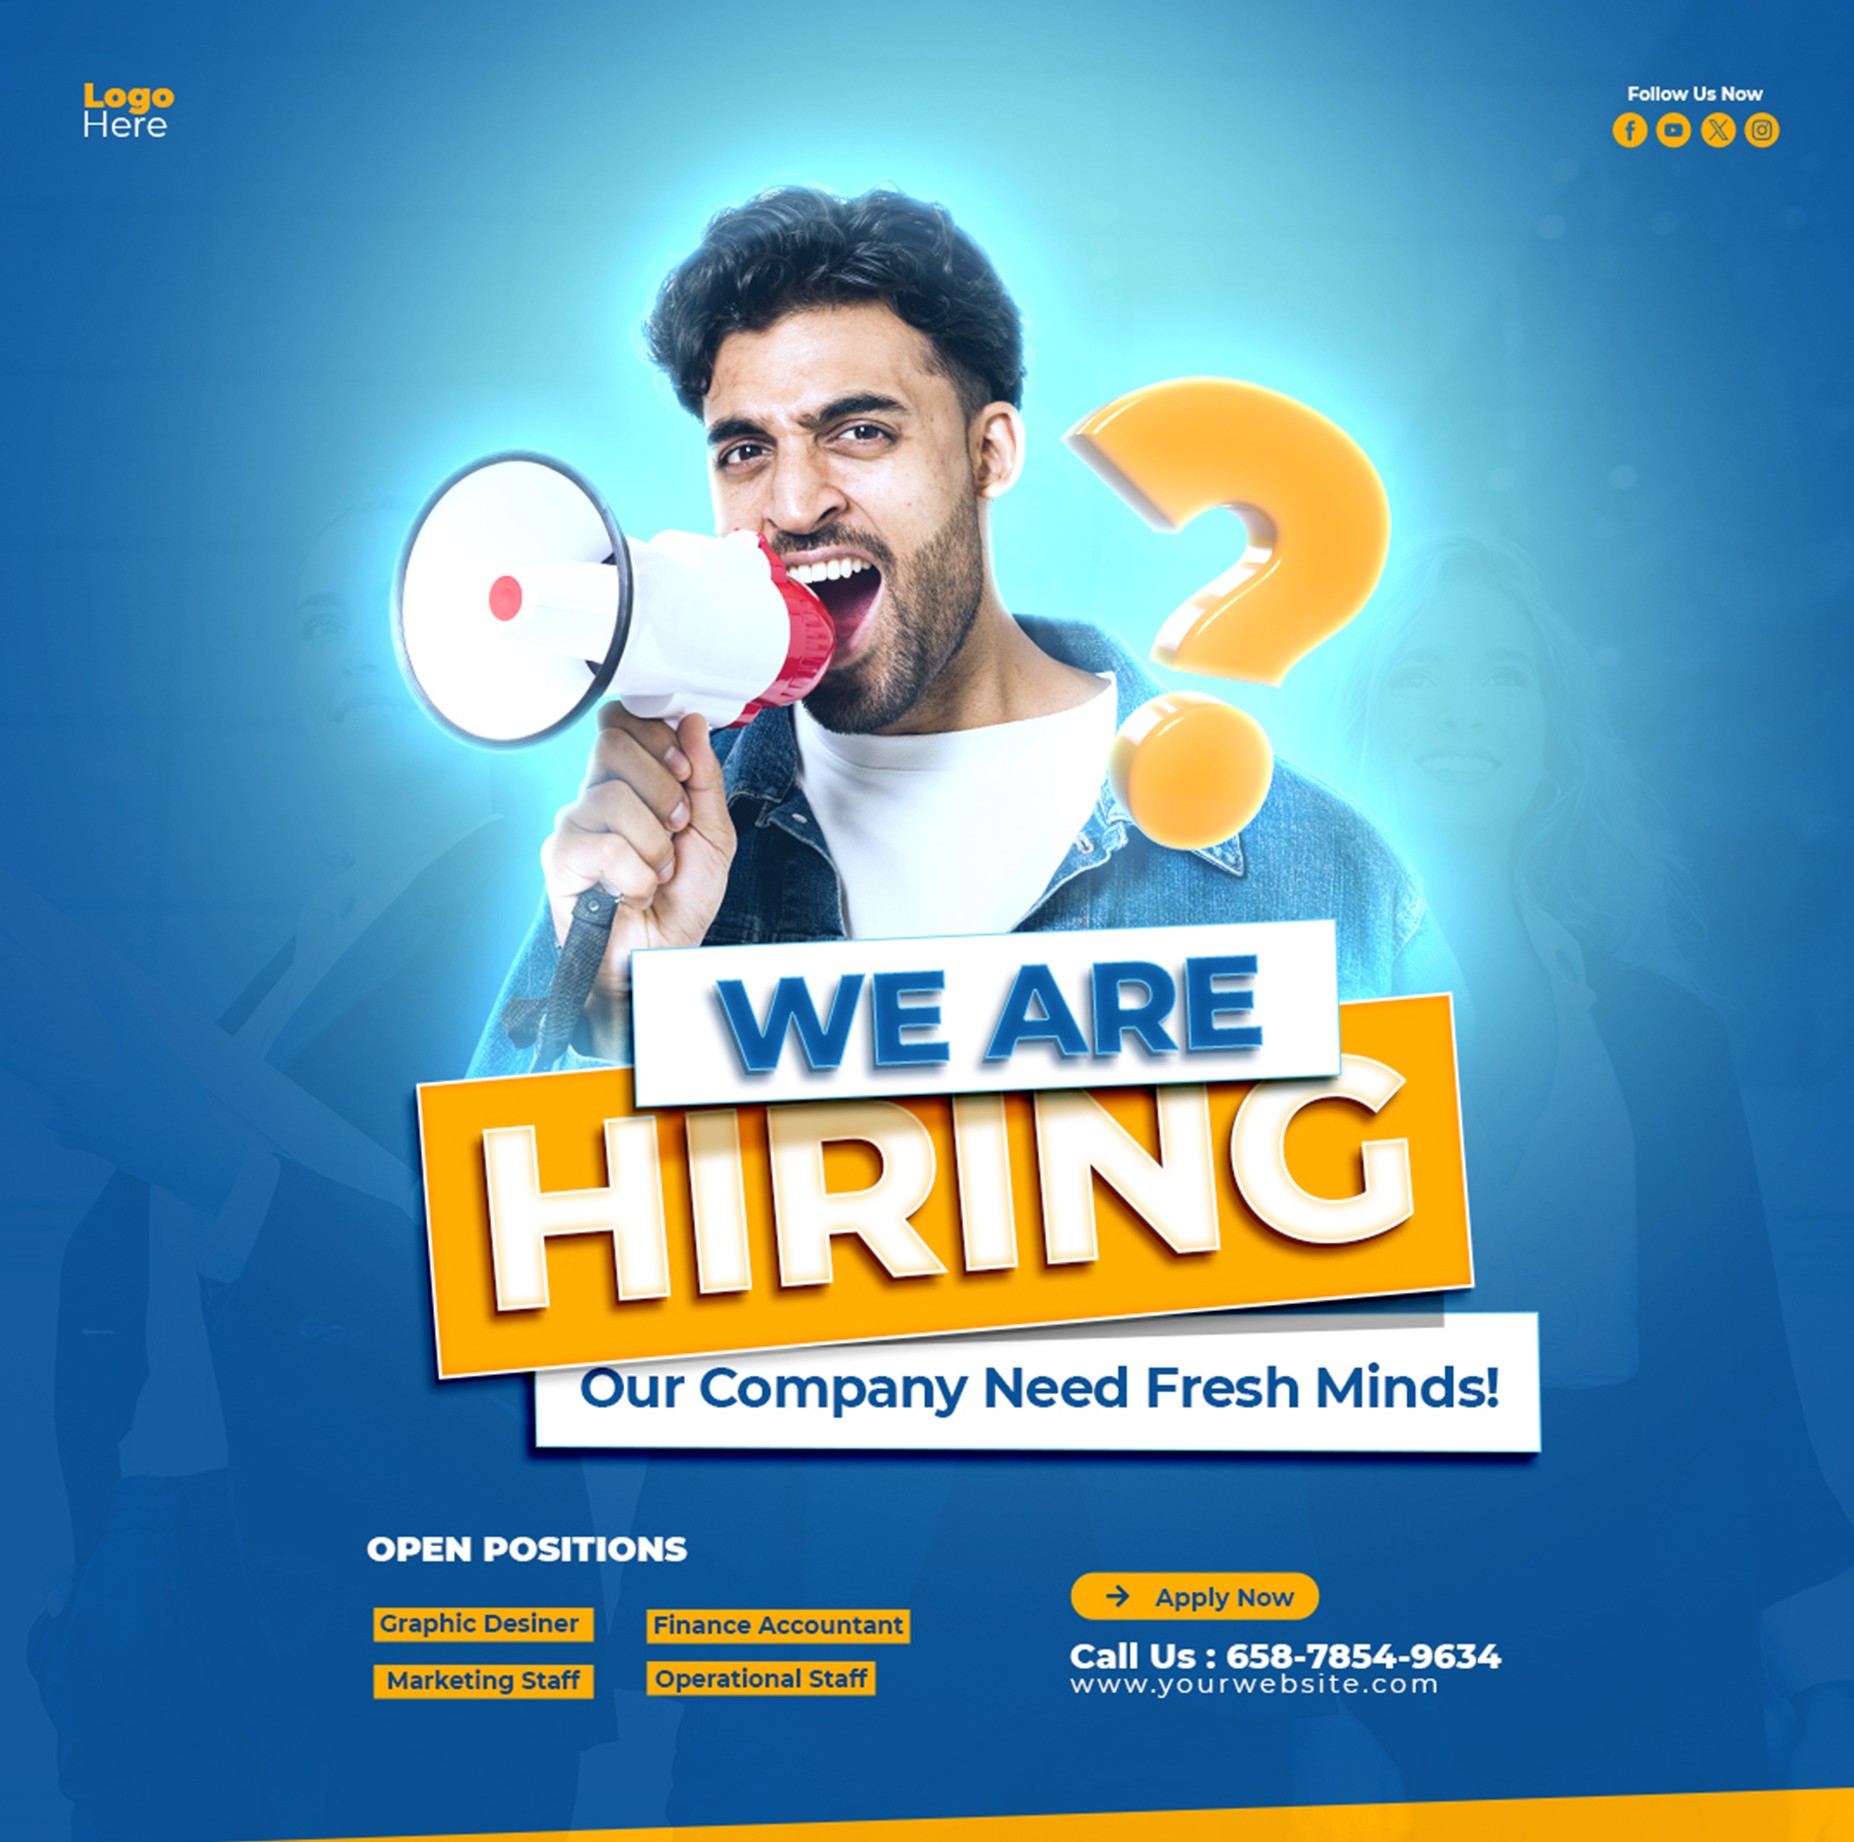 Logo
Here
Follow Us Now
WE ARE
HIRING
Our Company Need Fresh Minds!
OPEN POSITIONS
Graphic Desiner
Finance Accountant
Marketing Staff
Operational Staff
Apply Now
Call Us : 658-7854-9634
www.yourwebsite.com